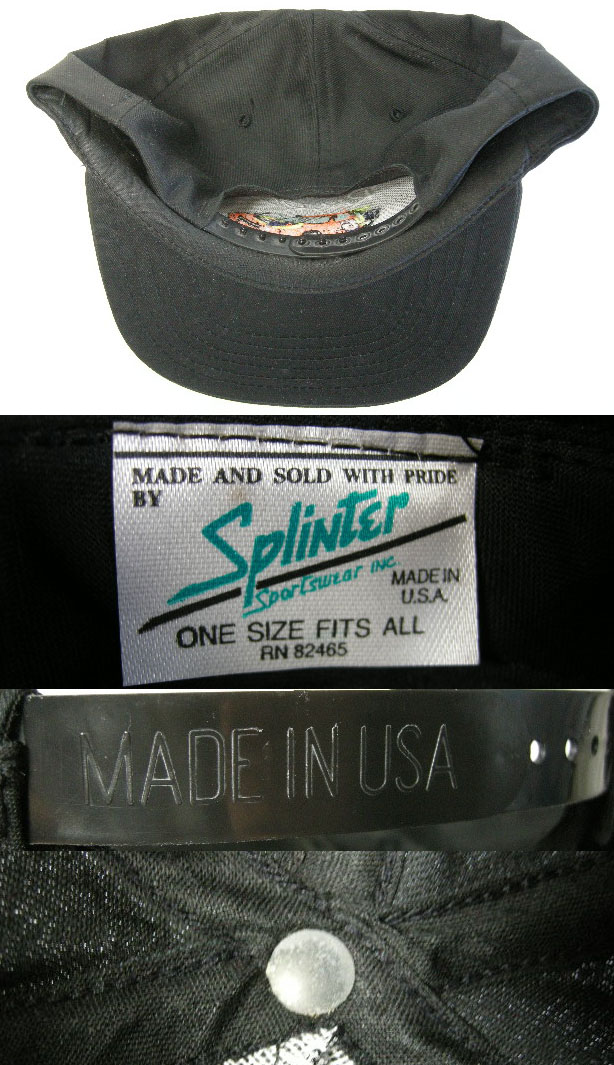 MADE AND SOLD WITH PRIDE
BY
Splinter
Sportswear INC
MADE IN
U.S.A.
ONE SIZE FITS ALL
RN 82465
MADE IN USA